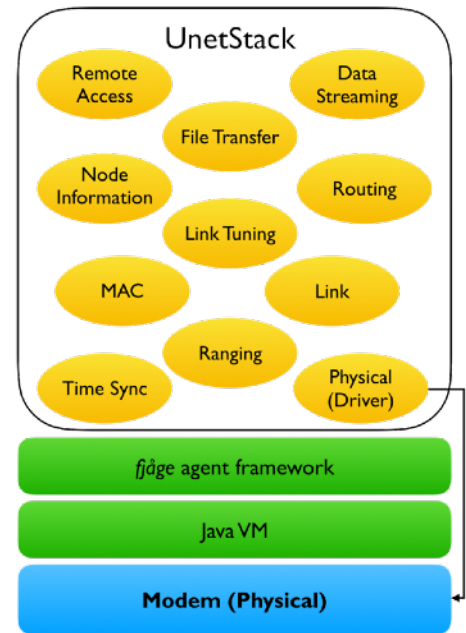 UnetStack
Remote
Access
Data
Streaming
File Transfer
Node
Information
Routing
Link Tuning
MAC
Link
Ranging
Time Sync
Physical
(Driver)
fjåge agent framework
Java VM
Modem (Physical)